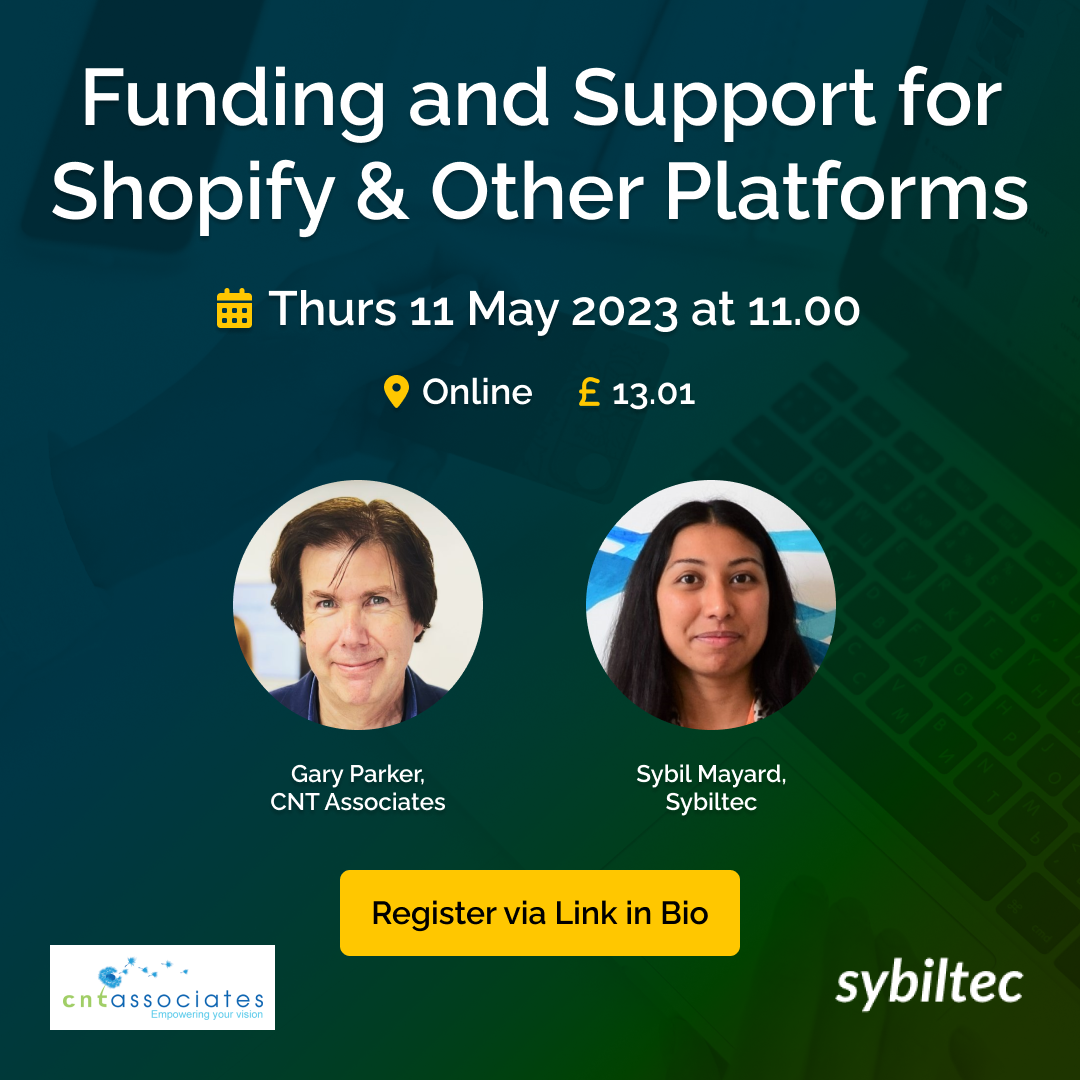 Funding and Support for
Shopify & Other Platforms
Thurs 11 May 2023 at 11.00
Online £ 13.01
Gary Parker,
CNT Associates
Sybil Mayard,
Sybiltec
Register via Link in Bio
cntassociates
Empowering your vision
sybiltec